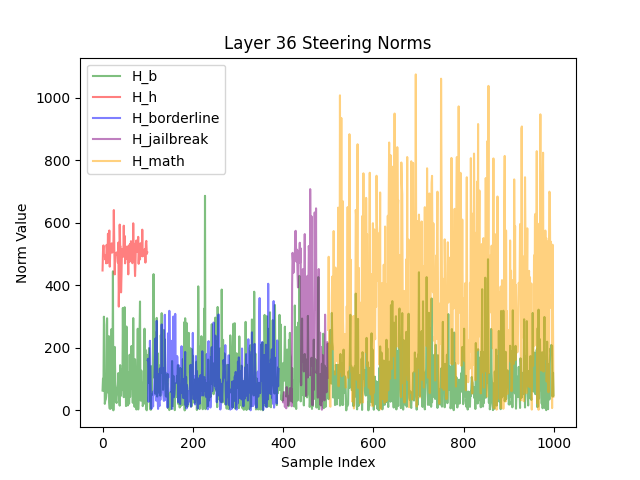 Layer 36 Steering Norms
H_b
H_h
H_borderline
H_jailbreak
H_math
Norm Value
1000
800
600
400
200
0
0 200 400 600 800 1000
Sample Index